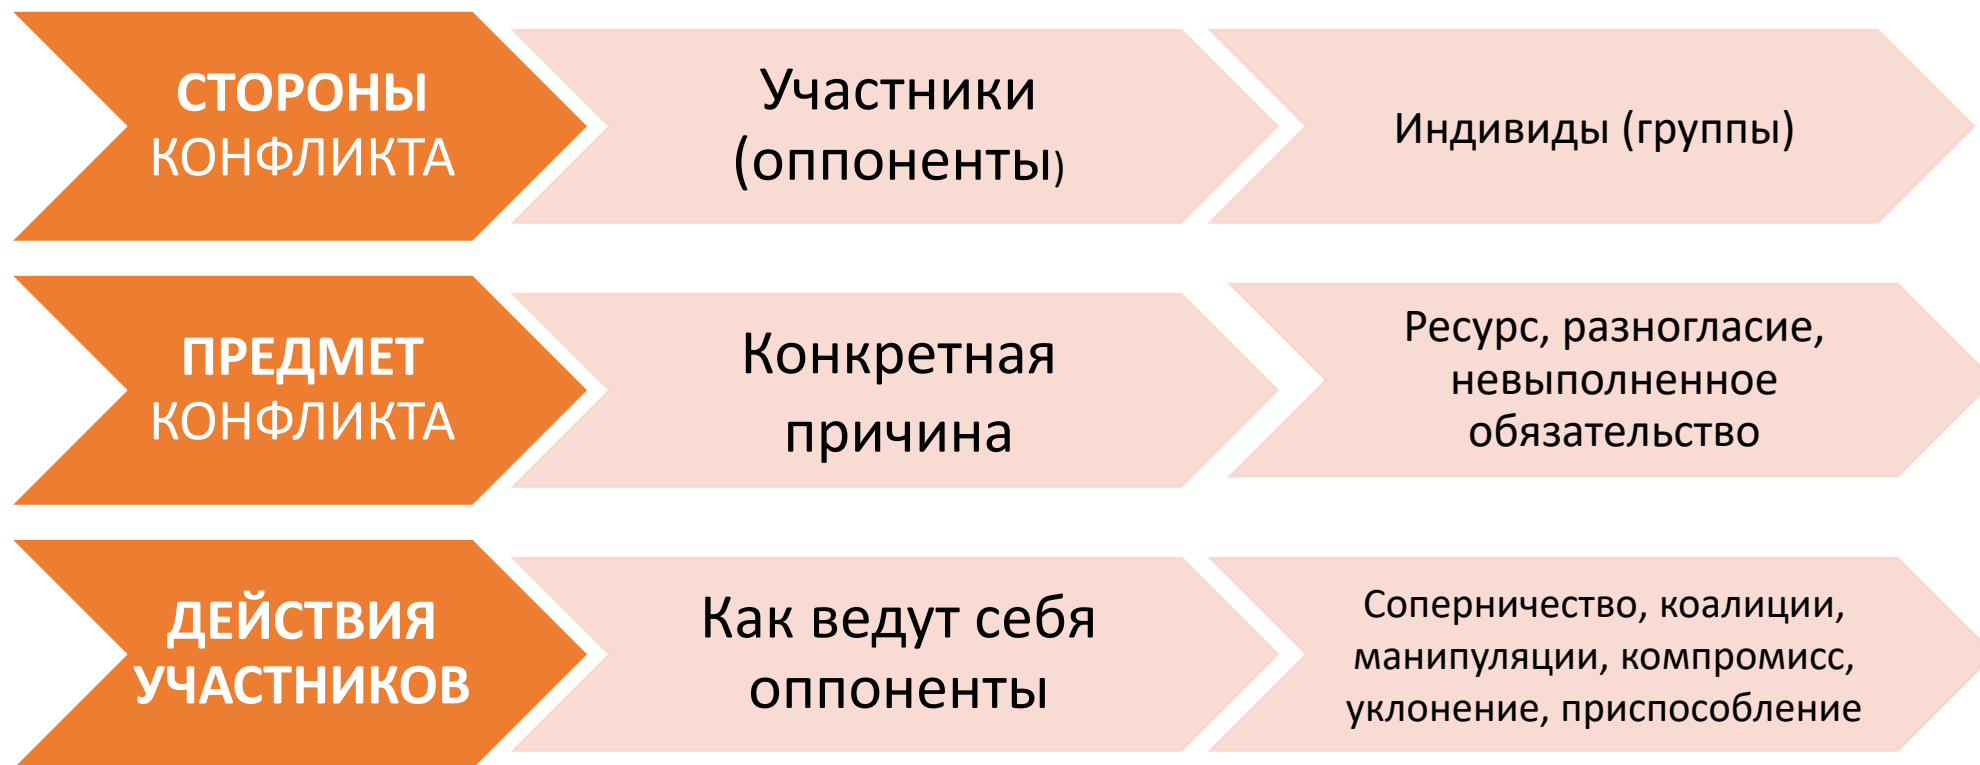 СТОРОНЫ
КОНФЛИКТА
Участники
(оппоненты)
Индивиды (группы)
ПРЕДМЕТ
КОНФЛИКТА
Конкретная
причина
Ресурс, разногласие,
невыполненное
обязательство
ДЕЙСТВИЯ
УЧАСТНИКОВ
Как ведут себя
оппоненты
Соперничество, коалиции,
манипуляции, компромисс,
уклонение, приспособление